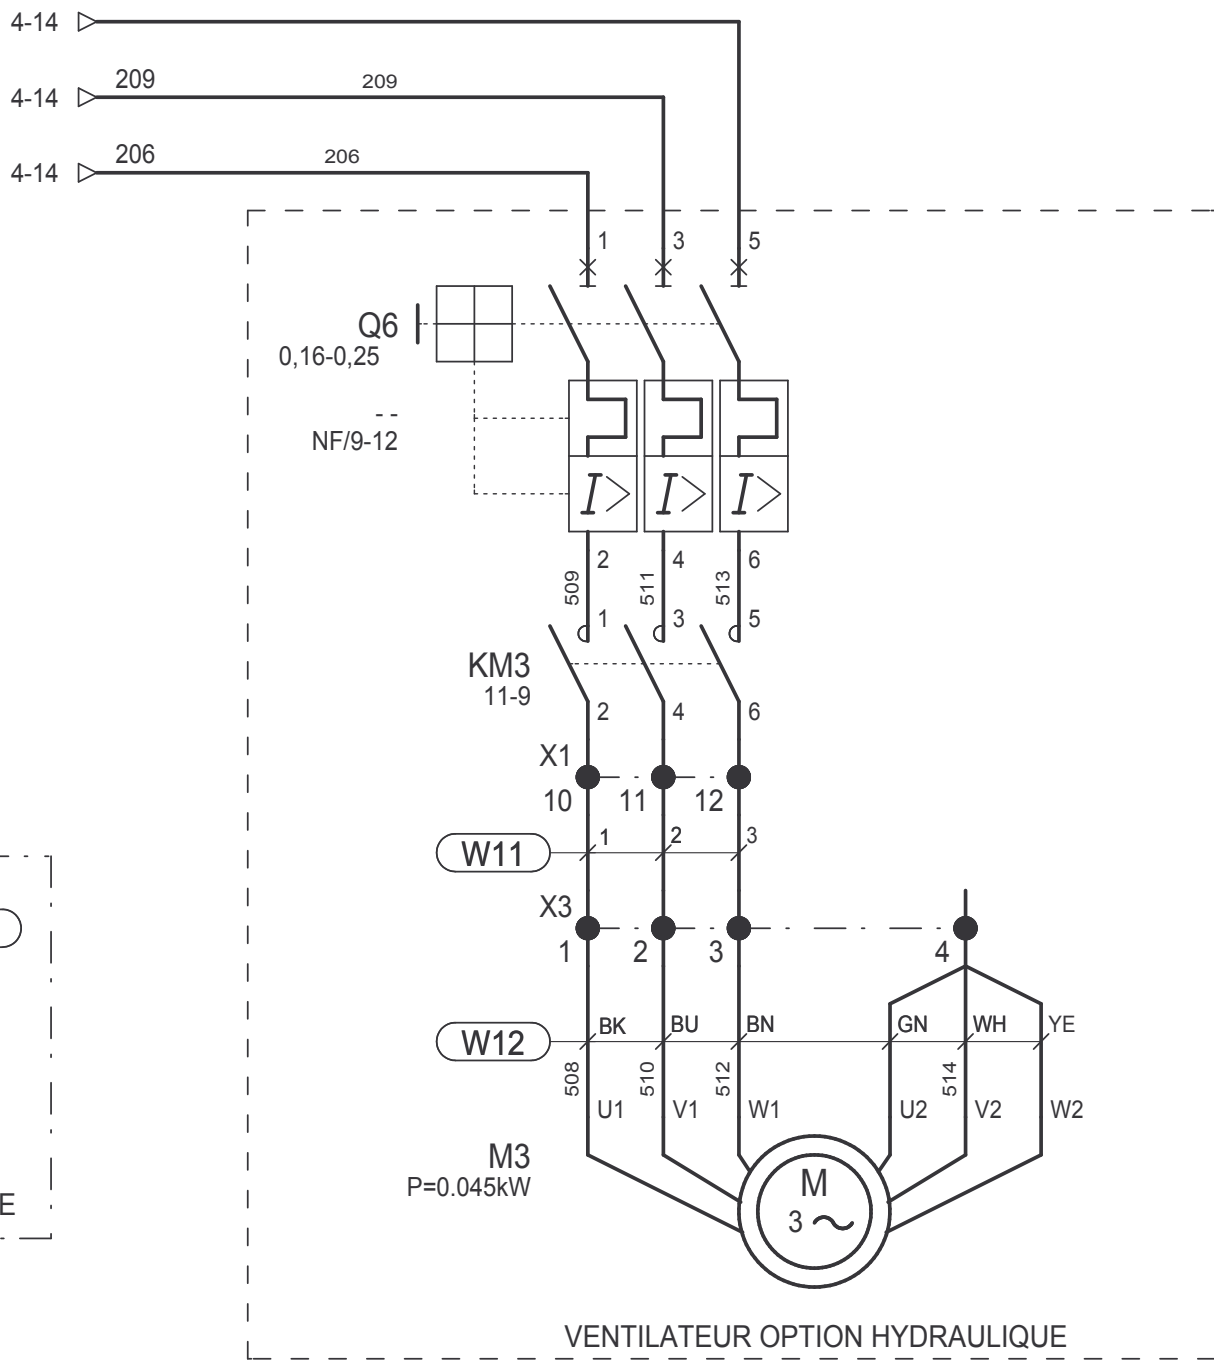 4-14
4-14 209 209
4-14 206 206
1 3 5
Q6
0,16-0,25
- -
NF/9-12
I> I> I>
2 4 6
509 511 513
1 3 5
KM3
11-9
2 4 6
X1
10 11 12
W11 1 2 3
X3
1 2 3 4
W12 BK BU BN GN WH YE
508 510 512 514
U1 V1 W1 U2 V2 W2
M3
P=0.045kW
M
3 ~
E
VENTILATEUR OPTION HYDRAULIQUE